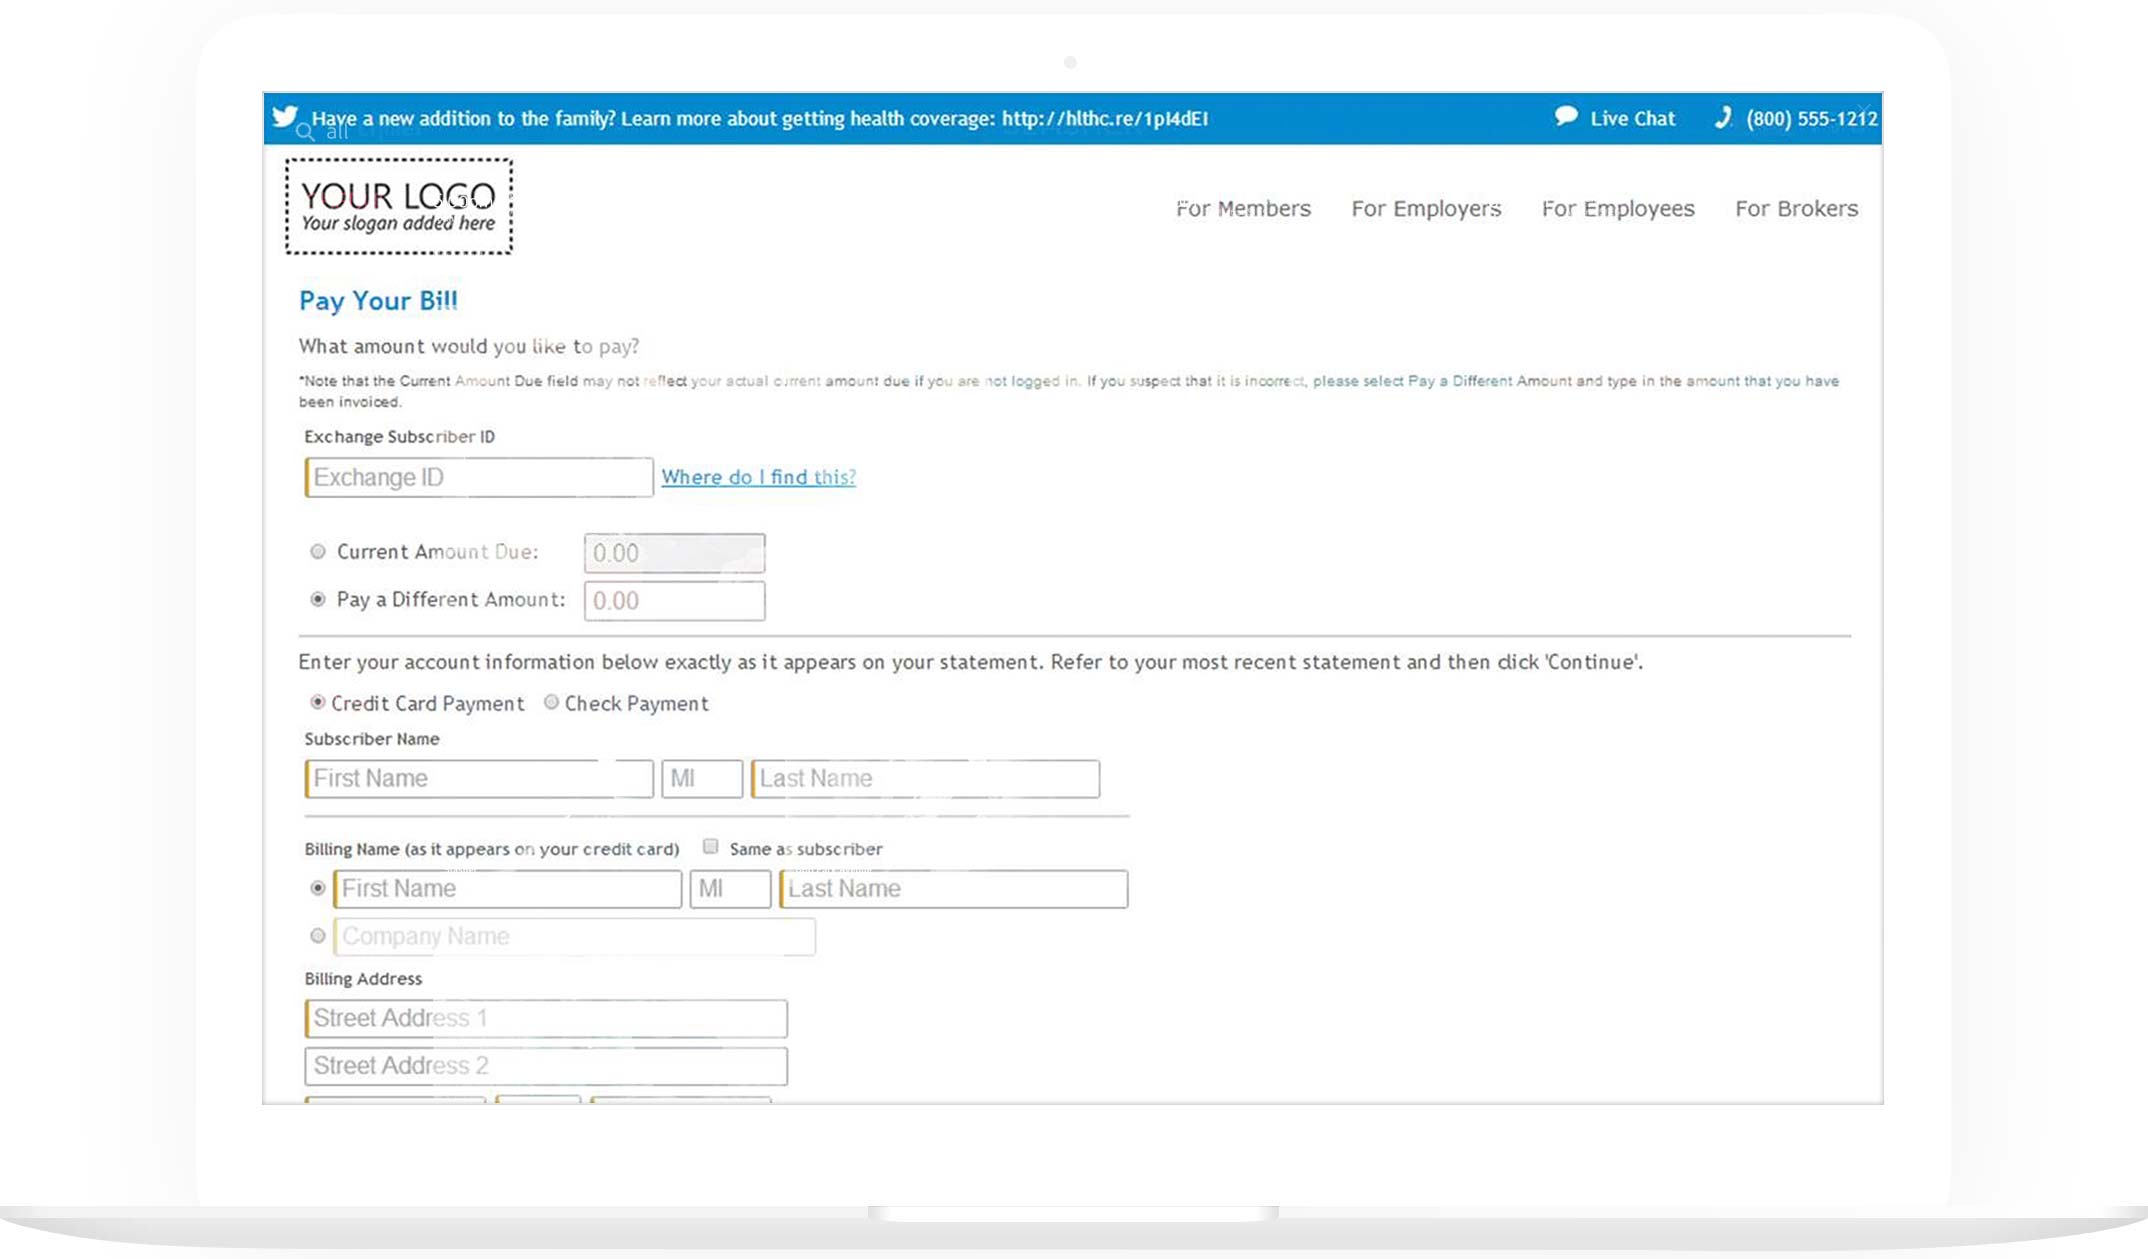 Have a new addition to the family? Learn more about getting health coverage: http://hlthc.re/1pI4dEI
Live Chat
(800) 555-1212
all
YOUR LOGO
Your slogan added here
For Members For Employers For Employees For Brokers
Pay Your Bill
What amount would you like to pay?
*Note that the Current Amount Due field may not reflect your actual current amount due if you are not logged in. If you suspect that it is incorrect, please select Pay a Different Amount and type in the amount that you have
been invoiced.
Exchange Subscriber ID
Exchange ID Where do I find this?
Current Amount Due: 0.00
Pay a Different Amount: 0.00
Enter your account information below exactly as it appears on your statement. Refer to your most recent statement and then click 'Continue'.
Credit Card Payment Check Payment
Subscriber Name
First Name MI Last Name
Billing Name (as it appears on your credit card) Same as subscriber
First Name MI Last Name
Company Name
Billing Address
Street Address 1
Street Address 2